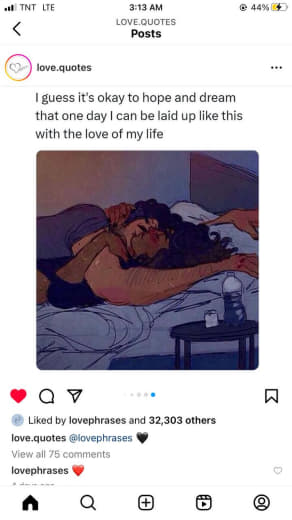 TNT LTE 3:13 AM 44%
LOVE.QUOTES
Posts
love.quotes
I guess it's okay to hope and dream
that one day I can be laid up like this
with the love of my life
Liked by lovephrases and 32,303 others
love.quotes @lovephrases 🖤
View all 75 comments
lovephrases ❤️